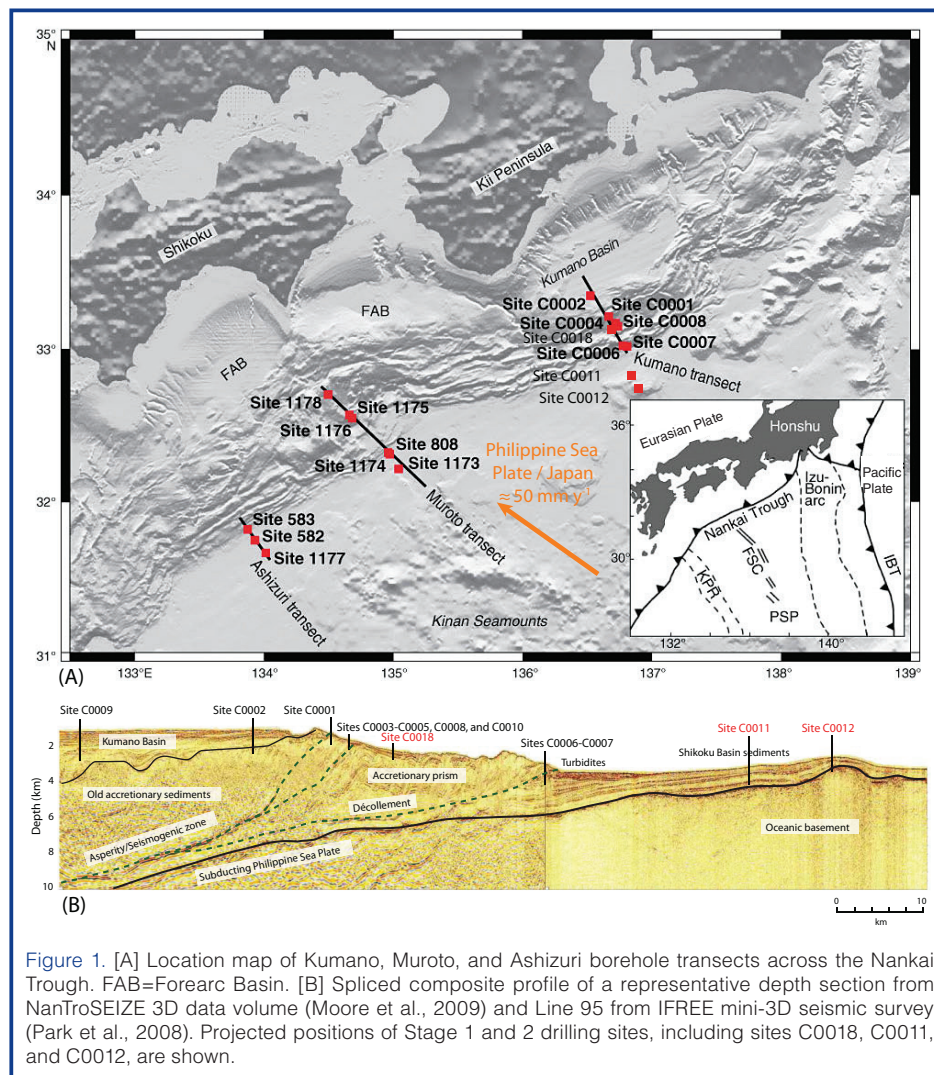 35°
N
34°
33°
32°
31°
133°E
134°
135°
136°
137°
138°
139°
Kii Peninsula
Shikoku
Kumano Basin
FAB
FAB
Site C0002
Site C0001
Site C0004
Site C0008
Site C0018
Site C0006
Site C0007
Kumano transect
Site C0011
Site C0012
Site 1178
Site 1175
Site 1176
Site 808
Site 1174
Site 1173
Muroto transect
Site 583
Site 582
Site 1177
Ashizuri transect
Philippine Sea
Plate / Japan
≈ 50 mm y⁻¹
Kinan Seamounts
Eurasian Plate
Honshu
36°
30°
Izu-
Bonin
arc
Pacific
Plate
Nankai Trough
FSC
KPR
PSP
IBT
132°
140°
(A)
Site C0009
Site C0002
Site C0001
Sites C0003-C0005, C0008, and C0010
Site C0018
Sites C0006-C0007
Site C0011
Site C0012
Kumano Basin
Turbidites
Shikoku Basin sediments
Accretionary prism
Old accretionary sediments
Décollement
Asperity/Seismogenic zone
Subducting Philippine Sea Plate
Oceanic basement
Depth (km)
2
4
6
8
10
(B)
0
10
km
Figure 1. [A] Location map of Kumano, Muroto, and Ashizuri borehole transects across the Nankai
Trough. FAB=Forearc Basin. [B] Spliced composite profile of a representative depth section from
NanTroSEIZE 3D data volume (Moore et al., 2009) and Line 95 from IFREE mini-3D seismic survey
(Park et al., 2008). Projected positions of Stage 1 and 2 drilling sites, including sites C0018, C0011,
and C0012, are shown.